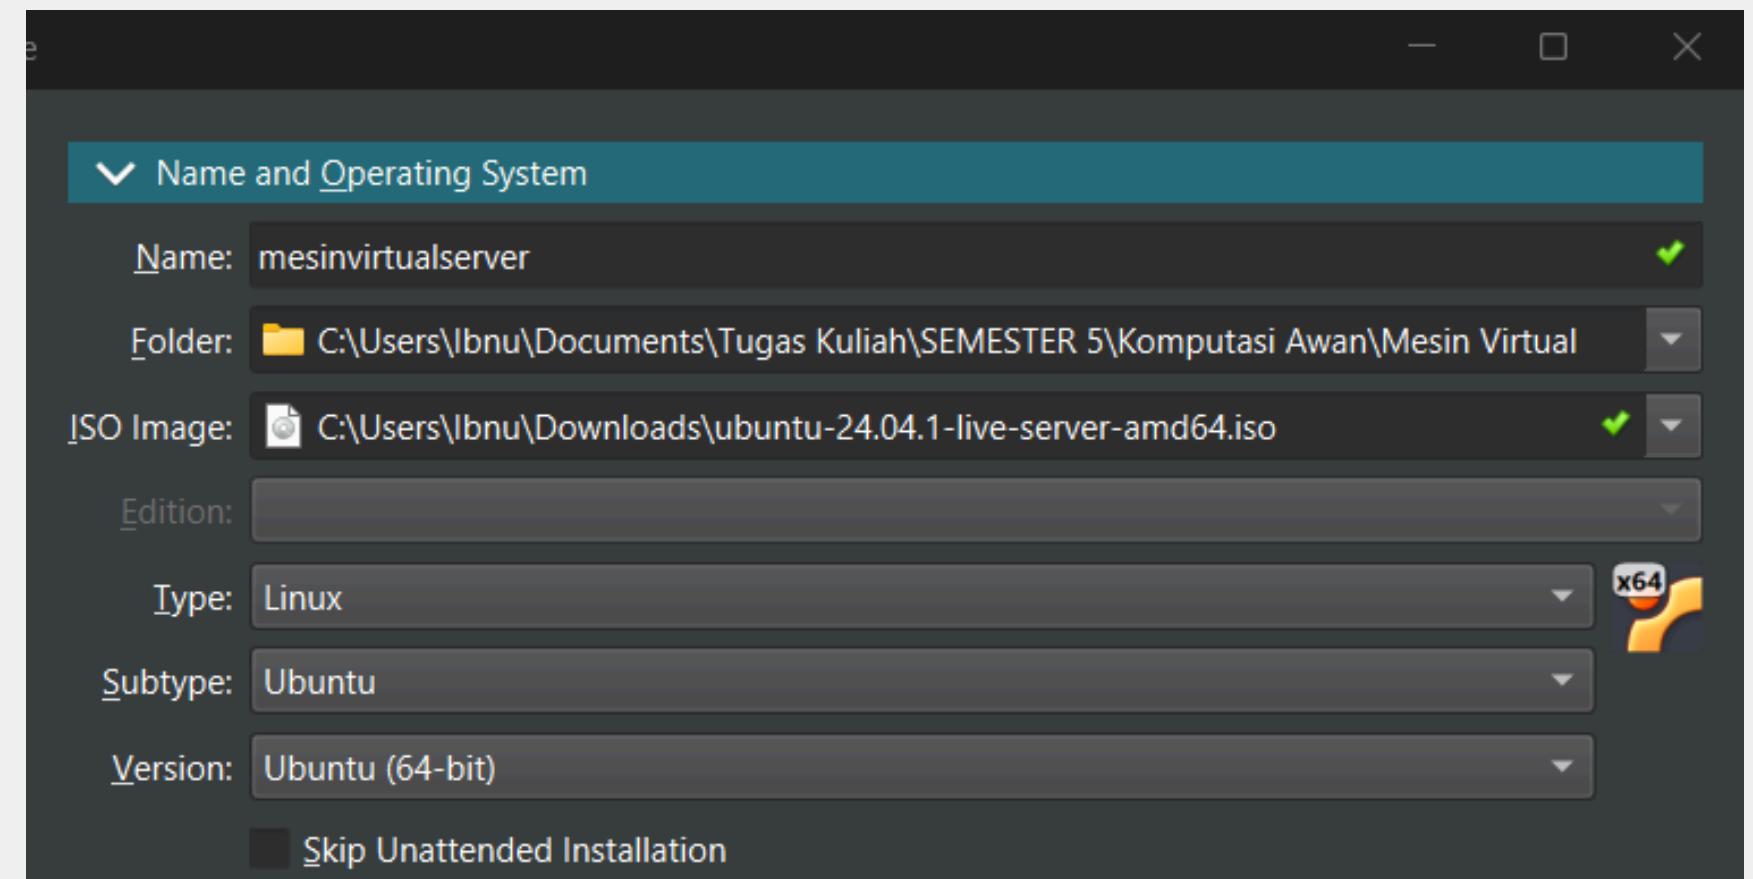 e
Name and Operating System
Name: mesinvirtualserver
Folder: C:\Users\Ibnu\Documents\Tugas Kuliah\SEMESTER 5\Komputasi Awan\Mesin Virtual
ISO Image: C:\Users\Ibnu\Downloads\ubuntu-24.04.1-live-server-amd64.iso
Edition:
Type: Linux
x64
Subtype: Ubuntu
Version: Ubuntu (64-bit)
Skip Unattended Installation